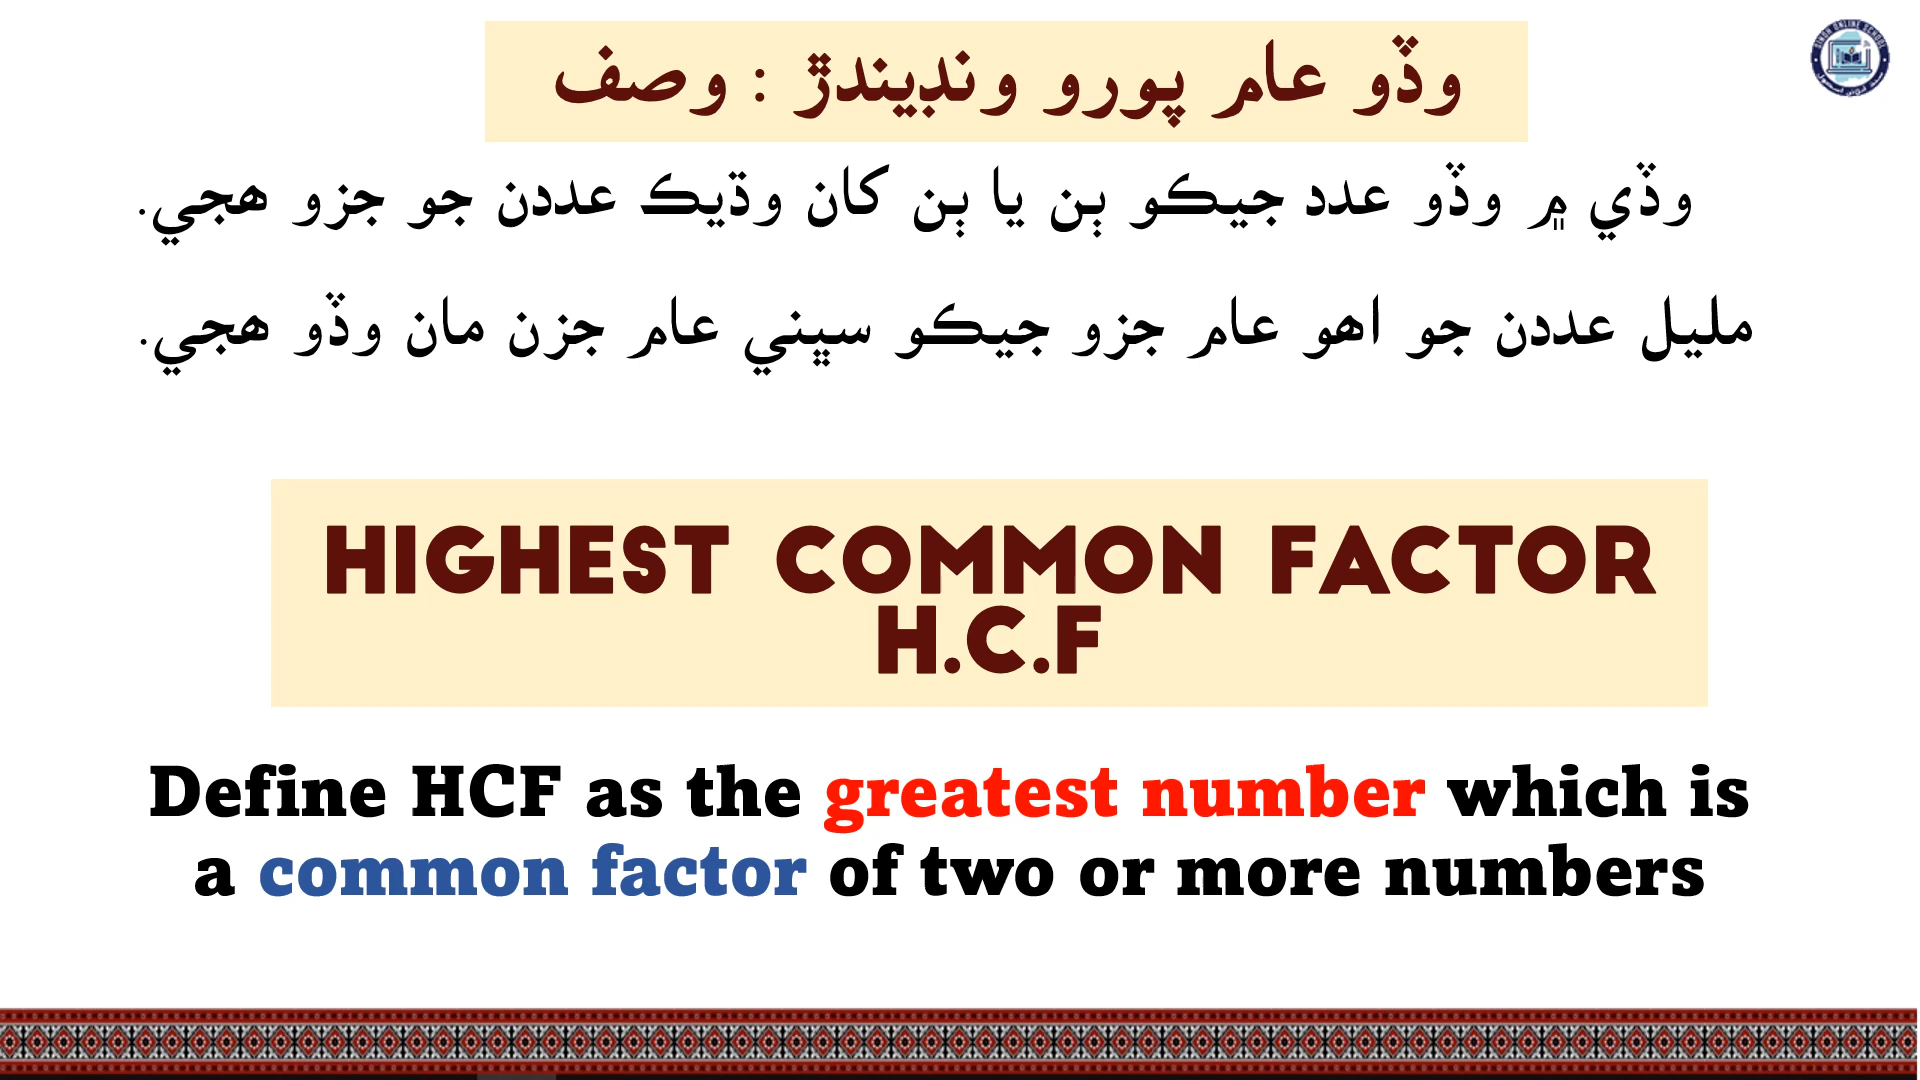 وڏو عام پورو ونڊيندڙ : وصف
وڏي ۾ وڏو عدد جيڪو ٻن يا ٻن کان وڌيڪ عددن جو جزو هجي.
مليل عددن جو اهو عام جزو جيڪو سڀني عام جزن مان وڏو هجي.
HIGHEST COMMON FACTOR
H.C.F
Define HCF as the greatest number which is
a common factor of two or more numbers